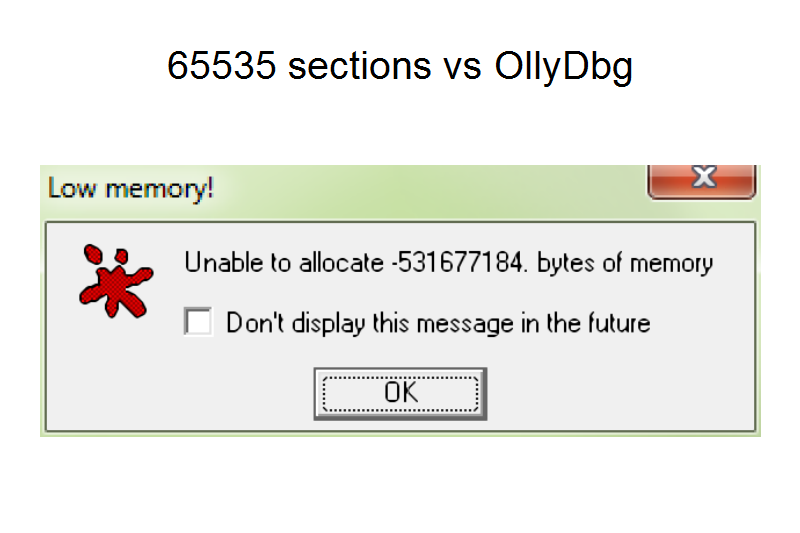 65535 sections vs OllyDbg
Low memory!
Unable to allocate -531677184. bytes of memory
Don't display this message in the future
OK